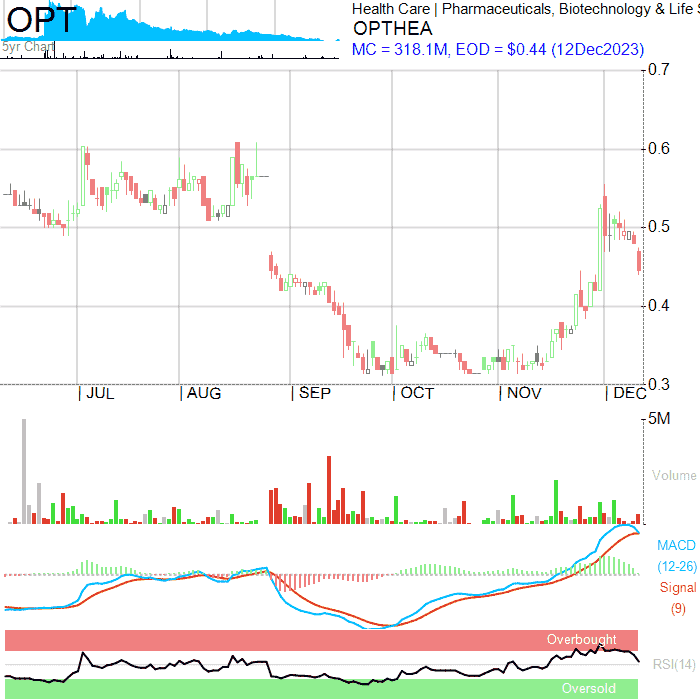 OPT
5yr Chart
Health Care | Pharmaceuticals, Biotechnology & Life S
OPTHEA
MC = 318.1M, EOD = $0.44 (12Dec2023)
0.7
0.6
0.5
0.4
0.3
JUL AUG SEP OCT NOV DEC
5M
Volume
MACD
(12-26)
Signal
(9)
Overbought
RSI(14)
Oversold